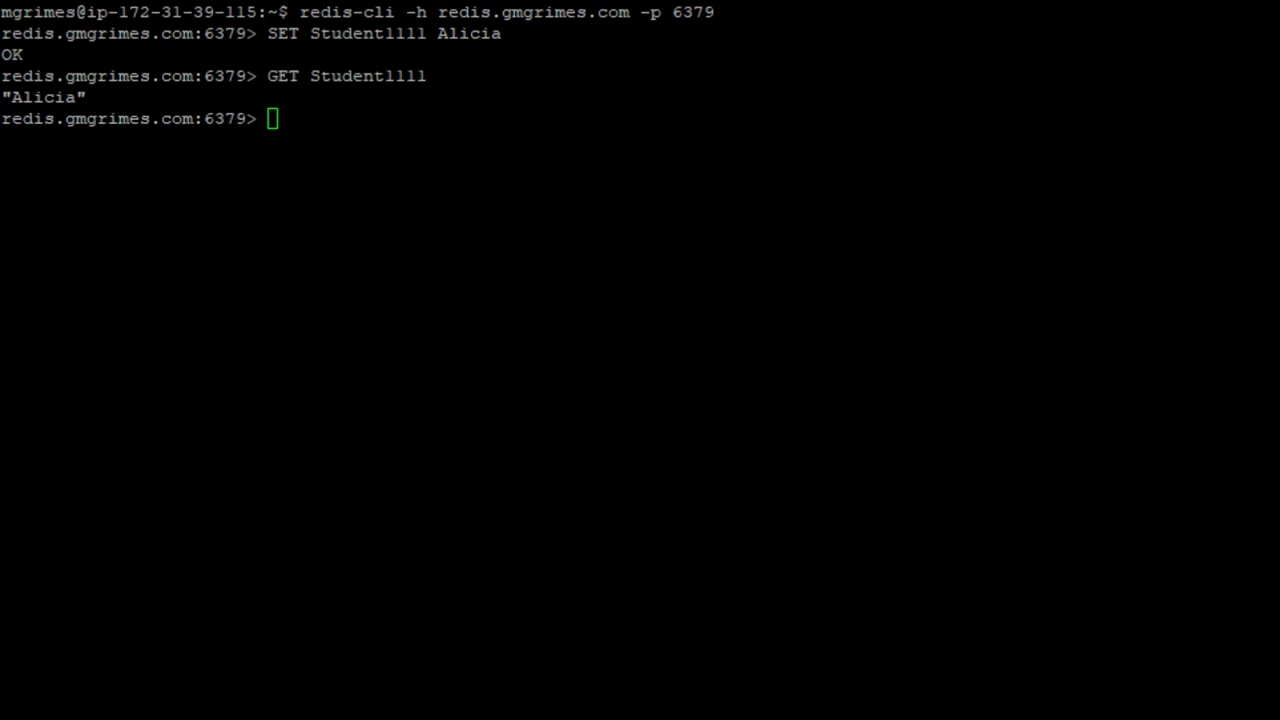 mgrimes@ip-172-31-39-115:~$ redis-cli -h redis.gmgrimes.com -p 6379
redis.gmgrimes.com:6379> SET Student1111 Alicia
OK
redis.gmgrimes.com:6379> GET Student1111
"Alicia"
redis.gmgrimes.com:6379>